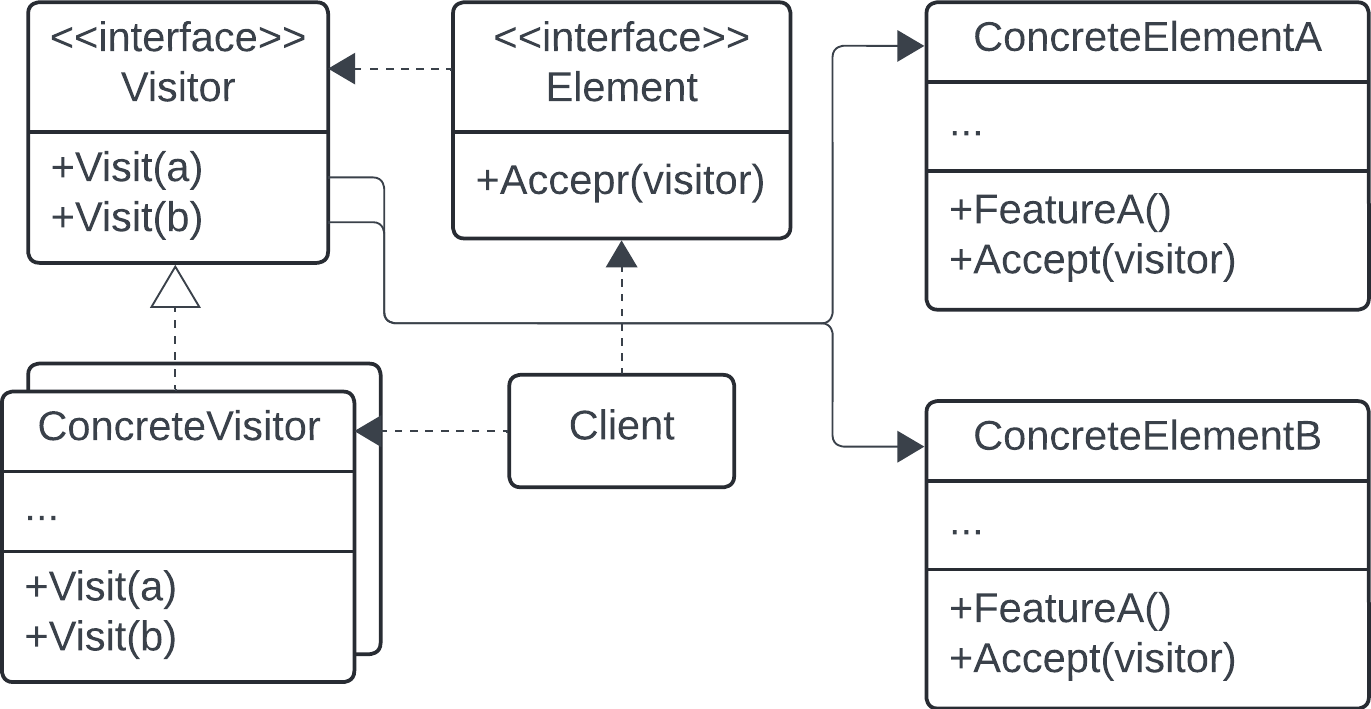 <<interface>>
Visitor
+Visit(a)
+Visit(b)
<<interface>>
Element
+Accepr(visitor)
ConcreteElementA
...
+FeatureA()
+Accept(visitor)
ConcreteVisitor
...
+Visit(a)
+Visit(b)
Client
ConcreteElementB
...
+FeatureA()
+Accept(visitor)